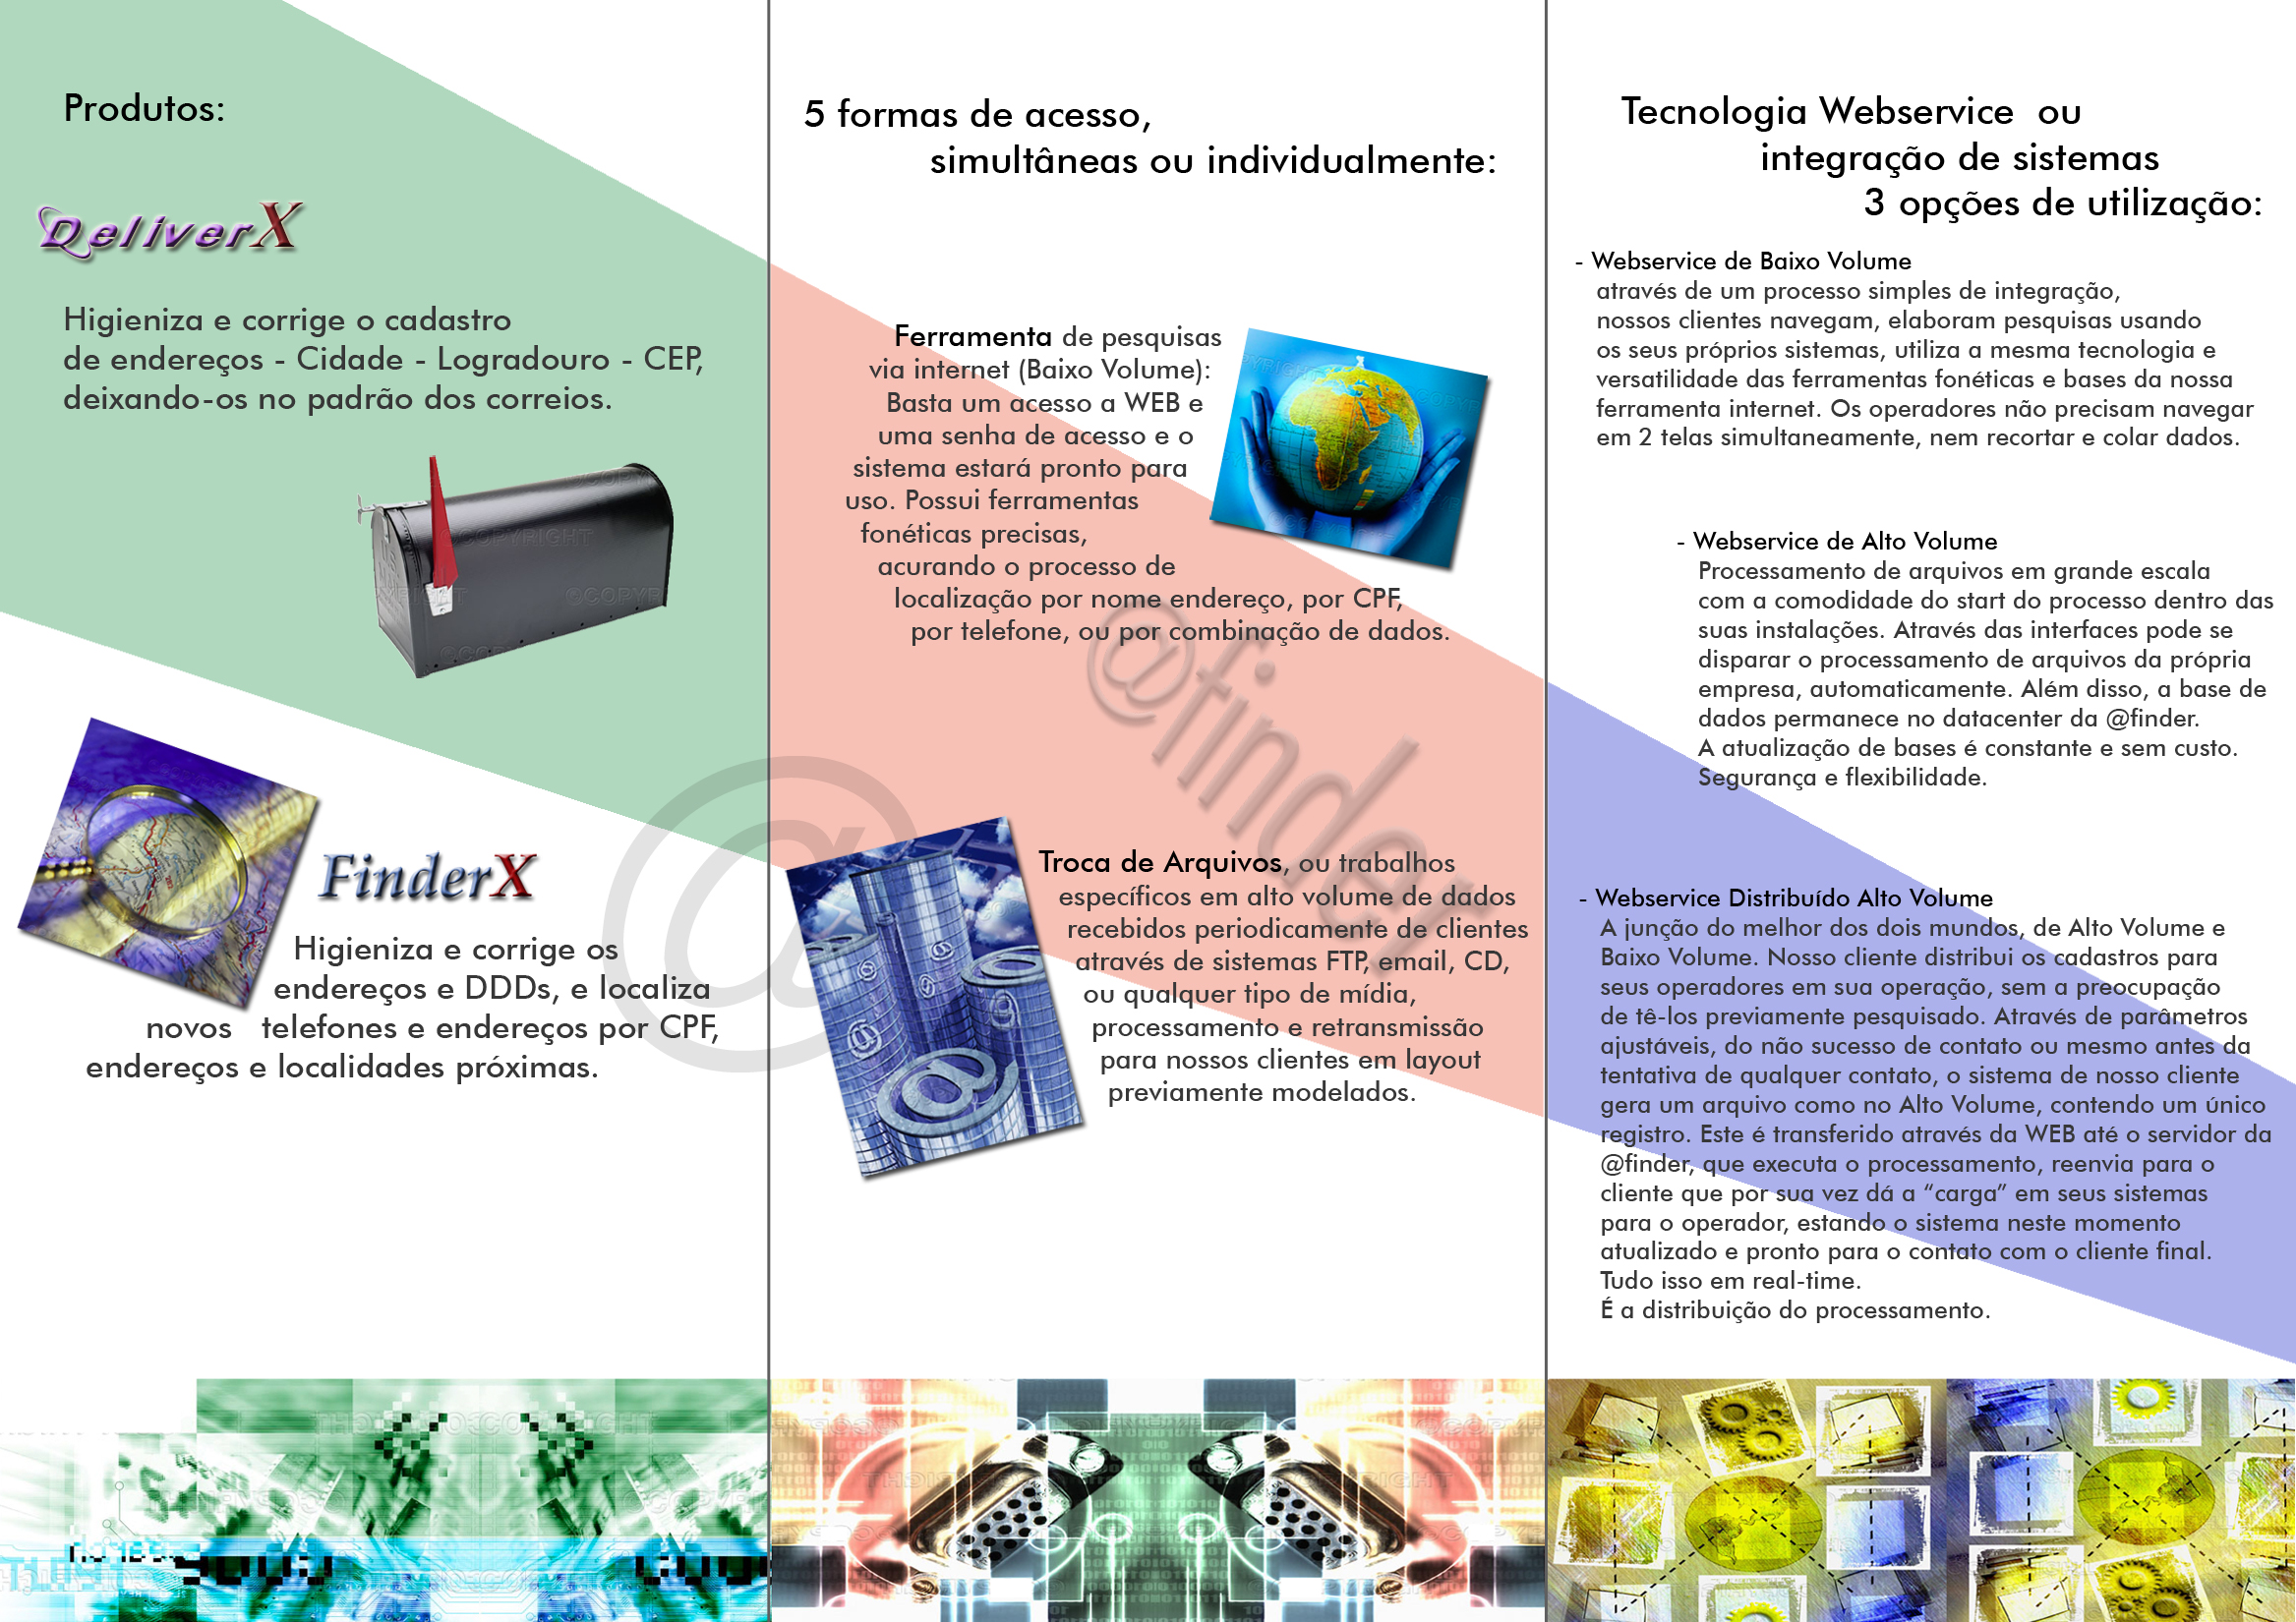 Produtos:
DeliverX
Higieniza e corrige o cadastro
de endereços - Cidade - Logradouro - CEP,
deixando-os no padrão dos correios.
FinderX
Higieniza e corrige os
endereços e DDDs, e localiza
novos telefones e endereços por CPF,
endereços e localidades próximas.
@
5 formas de acesso,
simultâneas ou individualmente:
Ferramenta de pesquisas
via internet (Baixo Volume):
Basta um acesso a WEB e
uma senha de acesso e o
sistema estará pronto para
uso. Possui ferramentas
fonéticas precisas,
acurando o processo de
localização por nome endereço, por CPF,
por telefone, ou por combinação de dados.
@finder
Troca de Arquivos, ou trabalhos
específicos em alto volume de dados
recebidos periodicamente de clientes
através de sistemas FTP, email, CD,
ou qualquer tipo de mídia,
processamento e retransmissão
para nossos clientes em layout
previamente modelados.
Tecnologia Webservice ou
integração de sistemas
3 opções de utilização:
- Webservice de Baixo Volume
através de um processo simples de integração,
nossos clientes navegam, elaboram pesquisas usando
os seus próprios sistemas, utiliza a mesma tecnologia e
versatilidade das ferramentas fonéticas e bases da nossa
ferramenta internet. Os operadores não precisam navegar
em 2 telas simultaneamente, nem recortar e colar dados.
- Webservice de Alto Volume
Processamento de arquivos em grande escala
com a comodidade do start do processo dentro das
suas instalações. Através das interfaces pode se
disparar o processamento de arquivos da própria
empresa, automaticamente. Além disso, a base de
dados permanece no datacenter da @finder.
A atualização de bases é constante e sem custo.
Segurança e flexibilidade.
- Webservice Distribuído Alto Volume
A junção do melhor dos dois mundos, de Alto Volume e
Baixo Volume. Nosso cliente distribui os cadastros para
seus operadores em sua operação, sem a preocupação
de tê-los previamente pesquisado. Através de parâmetros
ajustáveis, do não sucesso de contato ou mesmo antes da
tentativa de qualquer contato, o sistema de nosso cliente
gera um arquivo como no Alto Volume, contendo um único
registro. Este é transferido através da WEB até o servidor da
@finder, que executa o processamento, reenvia para o
cliente que por sua vez dá a “carga” em seus sistemas
para o operador, estando o sistema neste momento
atualizado e pronto para o contato com o cliente final.
Tudo isso em real-time.
É a distribuição do processamento.